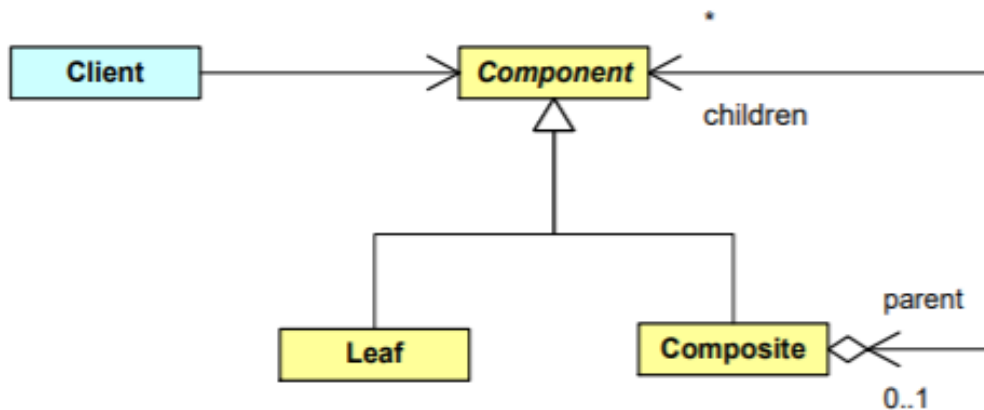 *
Client
Component
children
parent
Leaf
Composite
0..1